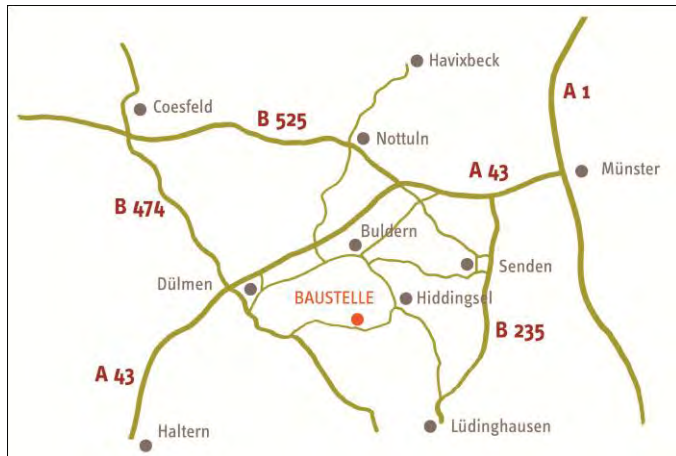 Havixbeck
A 1
Coesfeld
B 525
Nottuln
A 43
Münster
B 474
Buldern
Senden
Dülmen
BAUSTELLE
Hiddingsel
B 235
A 43
Haltern
Lüdinghausen